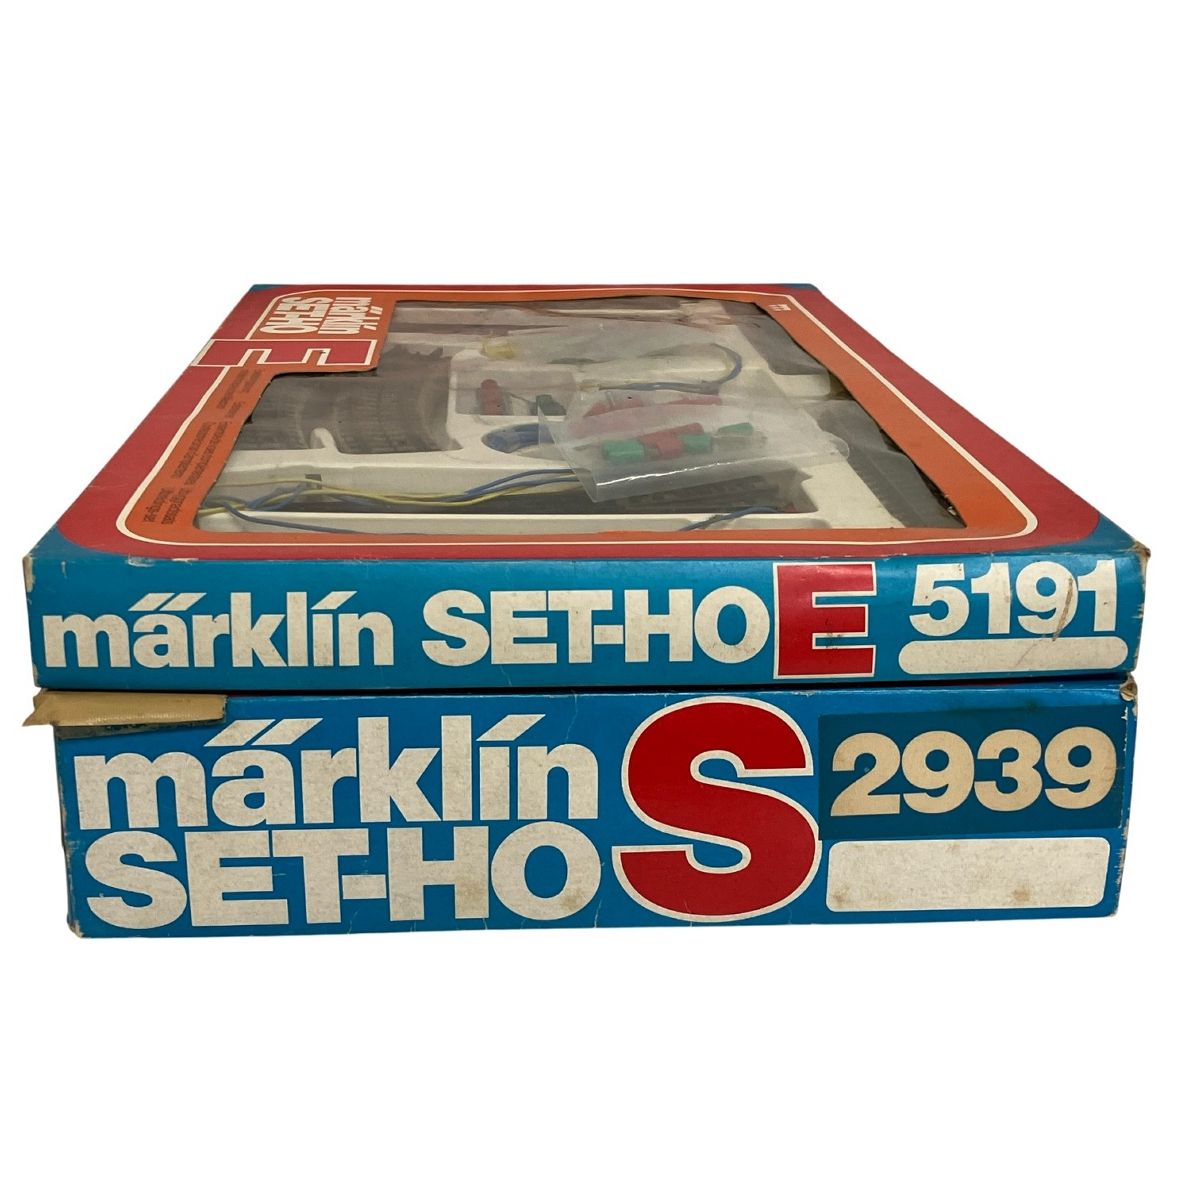 märklin
SET-HO
E
märklin SET-HO E 5191
märklin
SET-HO
S
2939